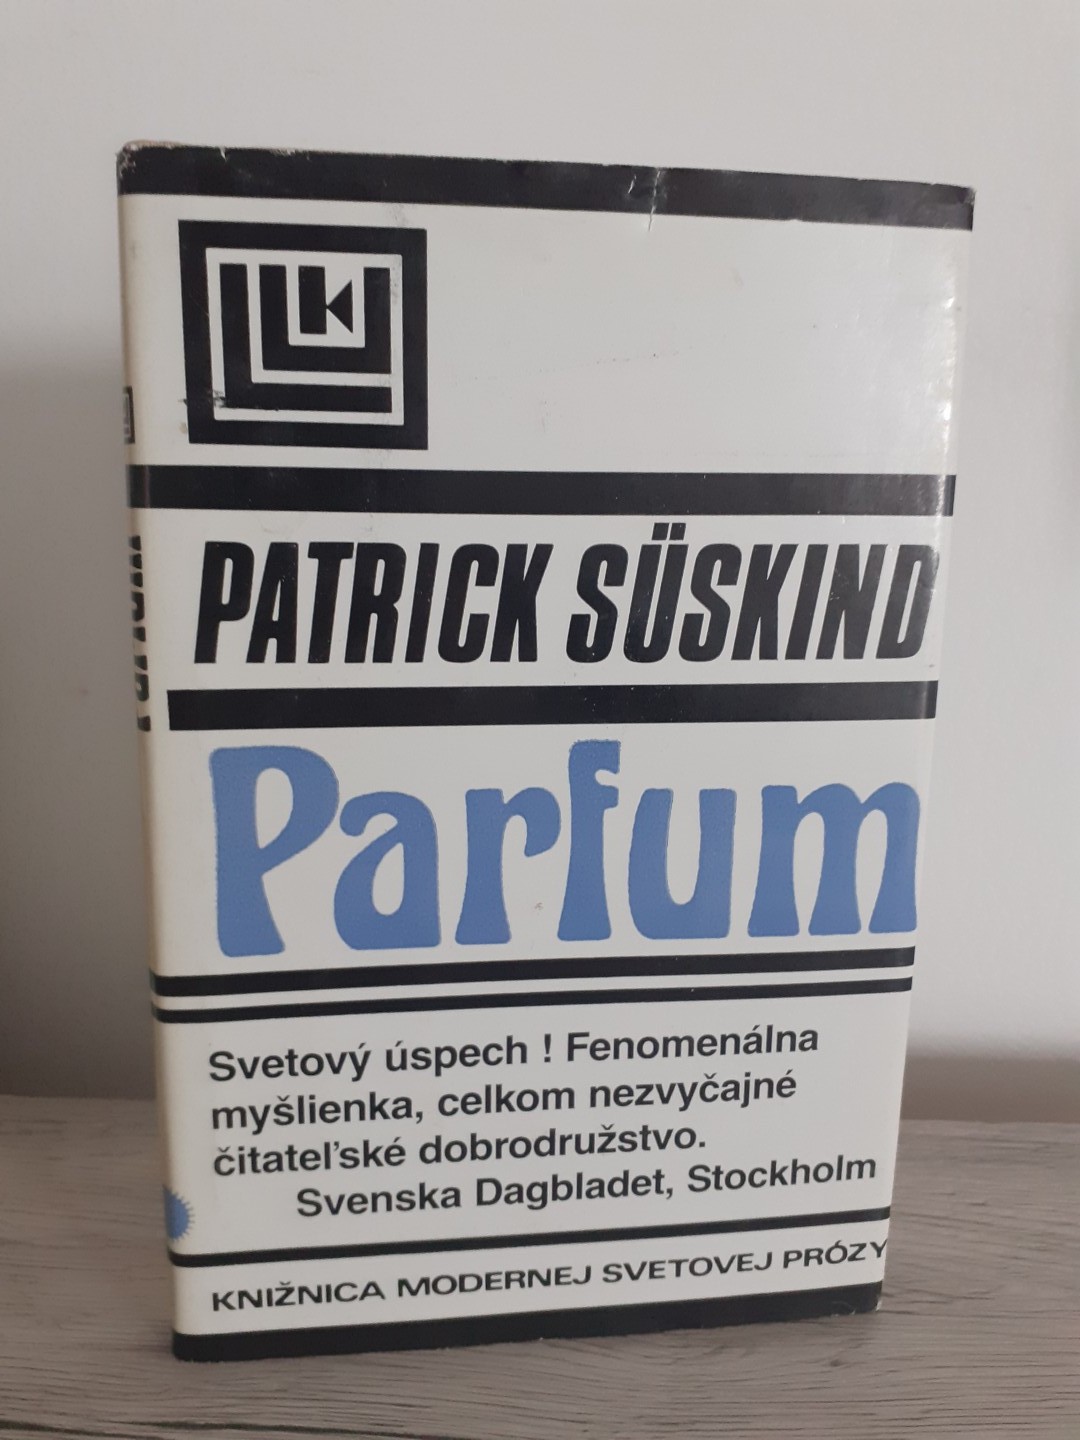 PATRICK SÜSKIND
Parfum
Svetový úspech ! Fenomenálna
myšlienka, celkom nezvyčajné
čitateľské dobrodružstvo.
Svenska Dagbladet, Stockholm
KNIŽNICA MODERNEJ SVETOVEJ PRÓZY